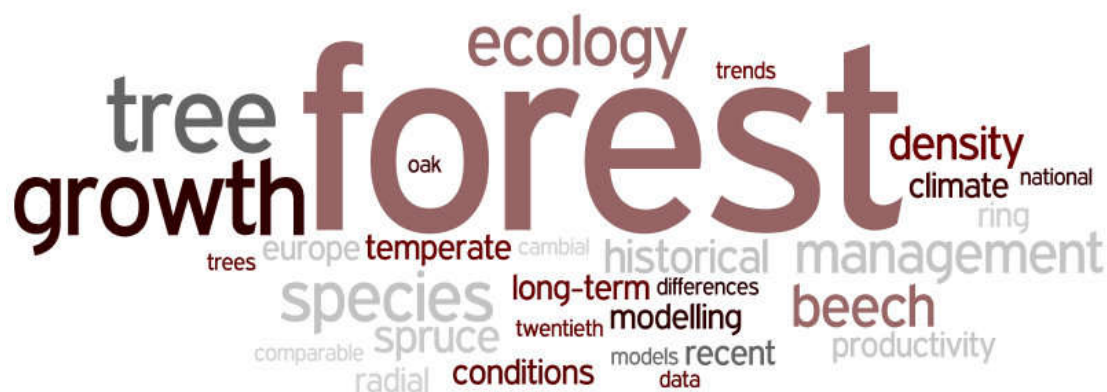 ecology
trends
tree
forest
oak
growth
density
climate
national
ring
europe
temperate
cambial
historical
management
trees
species
long-term
differences
beech
spruce
twentieth
modelling
productivity
comparable
conditions
models
recent
radial
data